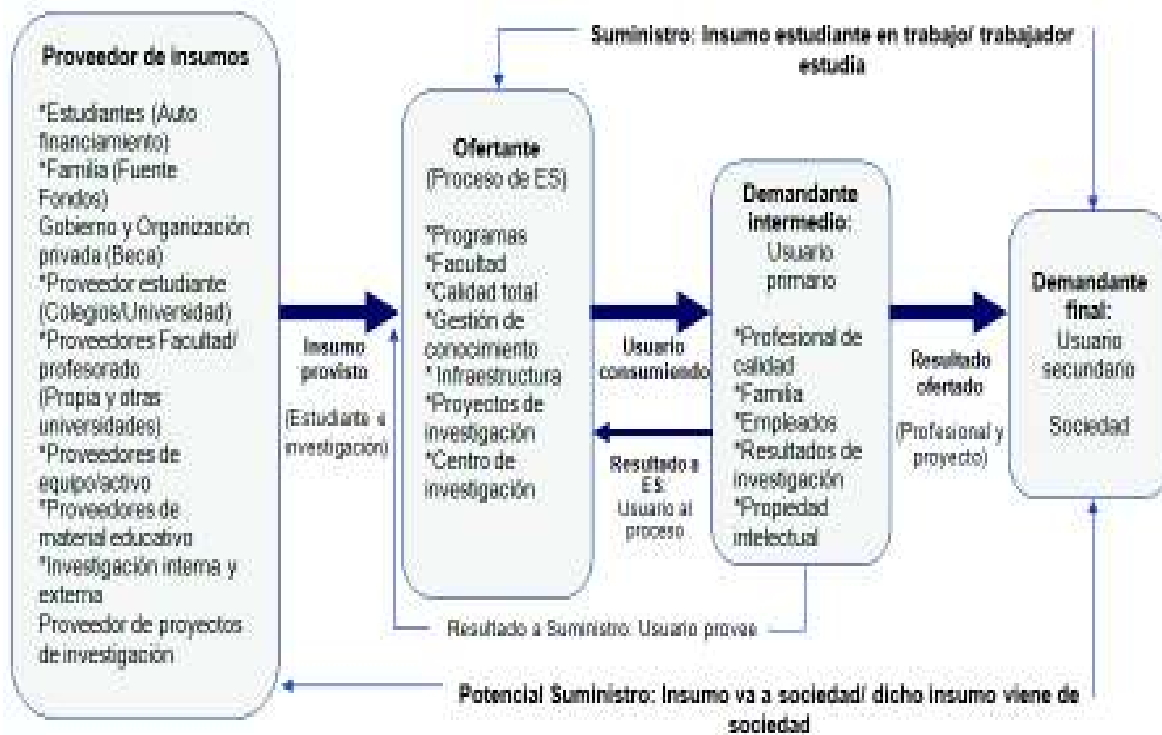 Proveedor de insumos
*Estudiantes (Auto
financiamiento)
*Familia (Fuente
Fondos)
Gobierno y Organización
privada (Beca)
*Proveedor estudiante
(Colegios/Universidad)
*Proveedores Facultad/
profesorado
(Propia y otras
universidades)
*Proveedores de
equipo/activo
*Proveedores de
material educativo
*Investigación interna y
externa
Proveedor de proyectos
de investigación
Insumo
provisto
(Estudiante e
investigación)
Suministro: Insumo estudiante en trabajo/ trabajador
estudia
Ofertante
(Proceso de ES)
*Programas
*Facultad
*Calidad total
*Gestión de
conocimiento
* Infraestructura
*Proyectos de
investigación
*Centro de
investigación
Usuario
consumiendo
Resultado a
ES:
Usuario al
proceso
Demandante
intermedio:
Usuario
primario
*Profesional de
calidad
*Familia
*Empleados
*Resultados de
investigación
*Propiedad
intelectual
Resultado
ofertado
(Profesional y
proyecto)
Demandante
final:
Usuario
secundario
Sociedad
Resultado a Suministro: Usuario provee
Potencial Suministro: Insumo va a sociedad/ dicho insumo viene de
sociedad